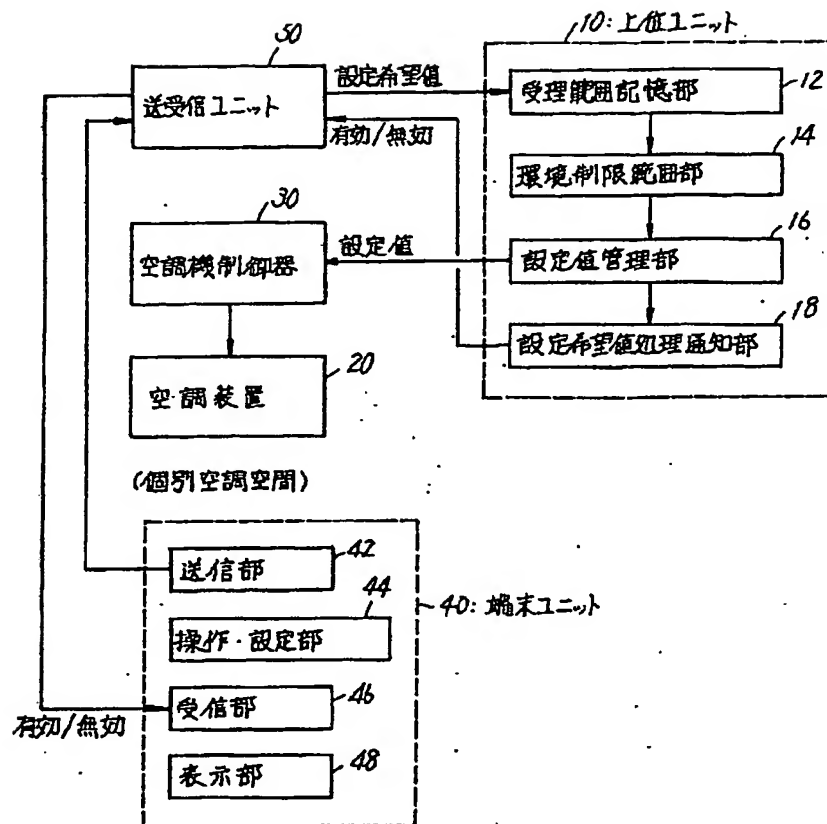 10:上位ユニット
50
送受信ユニット
設定希望値
有効/無効
受理範囲記憶部
12
環境制限範囲部
14
30
空調機制御器
設定値
設定値管理部
16
設定希望値処理通知部
18
空調装置
20
(個別空調空間)
送信部
42
操作・設定部
44
40:端末ユニット
受信部
46
有効/無効
表示部
48